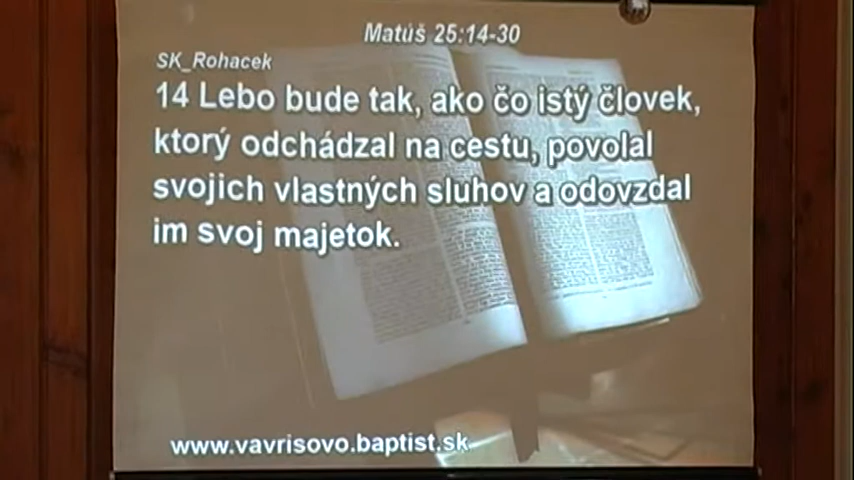 Matúš 25:14-30
SK_Rohacek
14 Lebo bude tak, ako čo istý človek,
ktorý odchádzal na cestu, povolal
svojich vlastných sluhov a odovzdal
im svoj majetok.
www.vavrisovo.baptist.sk